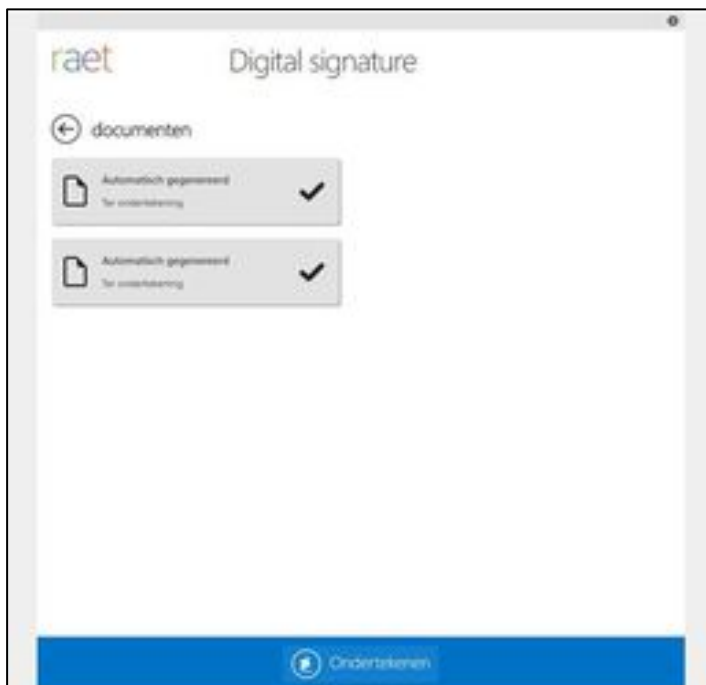 raet
Digital signature
documenten
Automatisch gegenereerd
Ter ondertekening
Automatisch gegenereerd
Ter ondertekening
Ondertekenen